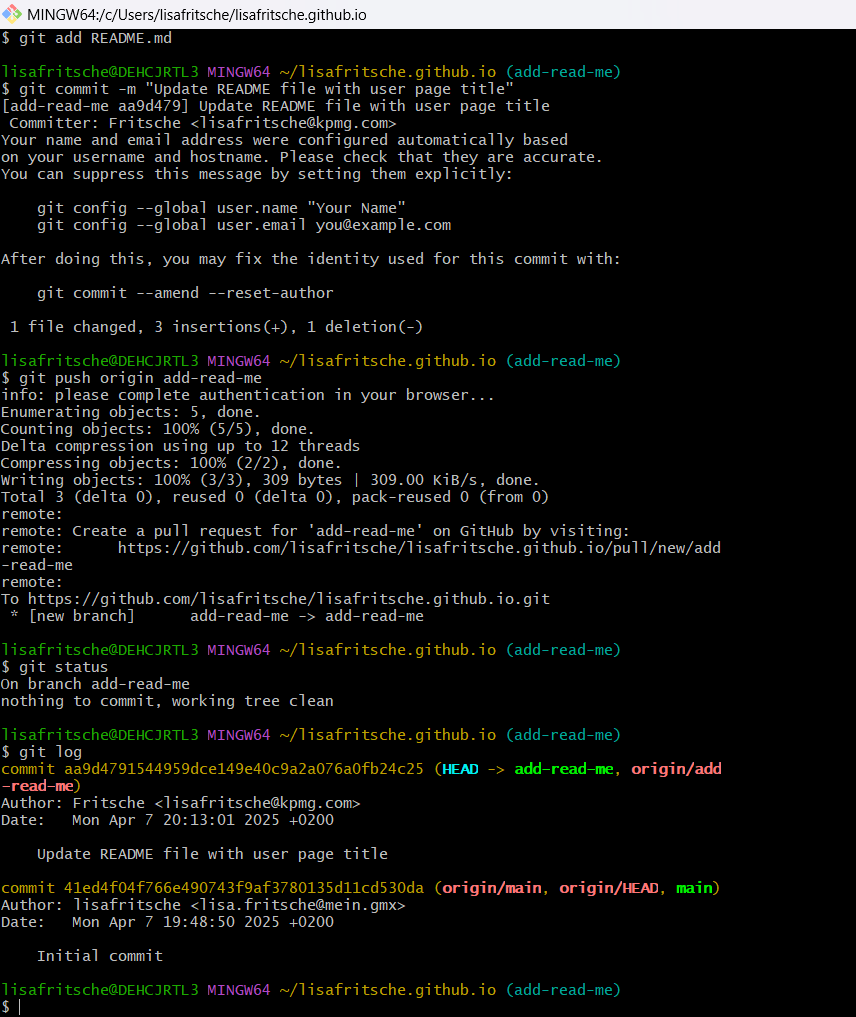 MINGW64:/c/Users/lisafritsche/lisafritsche.github.io
$ git add README.md
lisafritsche@DEHCJRTL3 MINGW64 ~/lisafritsche.github.io (add-read-me)
$ git commit -m "Update README file with user page title"
[add-read-me aa9d479] Update README file with user page title
 Committer: Fritsche <lisafritsche@kpmg.com>
Your name and email address were configured automatically based
on your username and hostname. Please check that they are accurate.
You can suppress this message by setting them explicitly:
    git config --global user.name "Your Name"
    git config --global user.email you@example.com
After doing this, you may fix the identity used for this commit with:
    git commit --amend --reset-author
 1 file changed, 3 insertions(+), 1 deletion(-)
lisafritsche@DEHCJRTL3 MINGW64 ~/lisafritsche.github.io (add-read-me)
$ git push origin add-read-me
info: please complete authentication in your browser...
Enumerating objects: 5, done.
Counting objects: 100% (5/5), done.
Delta compression using up to 12 threads
Compressing objects: 100% (2/2), done.
Writing objects: 100% (3/3), 309 bytes | 309.00 KiB/s, done.
Total 3 (delta 0), reused 0 (delta 0), pack-reused 0 (from 0)
remote:
remote: Create a pull request for 'add-read-me' on GitHub by visiting:
remote:      https://github.com/lisafritsche/lisafritsche.github.io/pull/new/add
-read-me
remote:
To https://github.com/lisafritsche/lisafritsche.github.io.git
 * [new branch]      add-read-me -> add-read-me
lisafritsche@DEHCJRTL3 MINGW64 ~/lisafritsche.github.io (add-read-me)
$ git status
On branch add-read-me
nothing to commit, working tree clean
lisafritsche@DEHCJRTL3 MINGW64 ~/lisafritsche.github.io (add-read-me)
$ git log
commit aa9d4791544959dce149e40c9a2a076a0fb24c25 (HEAD -> add-read-me, origin/add
-read-me)
Author: Fritsche <lisafritsche@kpmg.com>
Date:   Mon Apr 7 20:13:01 2025 +0200
    Update README file with user page title
commit 41ed4f04f766e490743f9af3780135d11cd530da (origin/main, origin/HEAD, main)
Author: lisafritsche <lisa.fritsche@mein.gmx>
Date:   Mon Apr 7 19:48:50 2025 +0200
    Initial commit
lisafritsche@DEHCJRTL3 MINGW64 ~/lisafritsche.github.io (add-read-me)
$